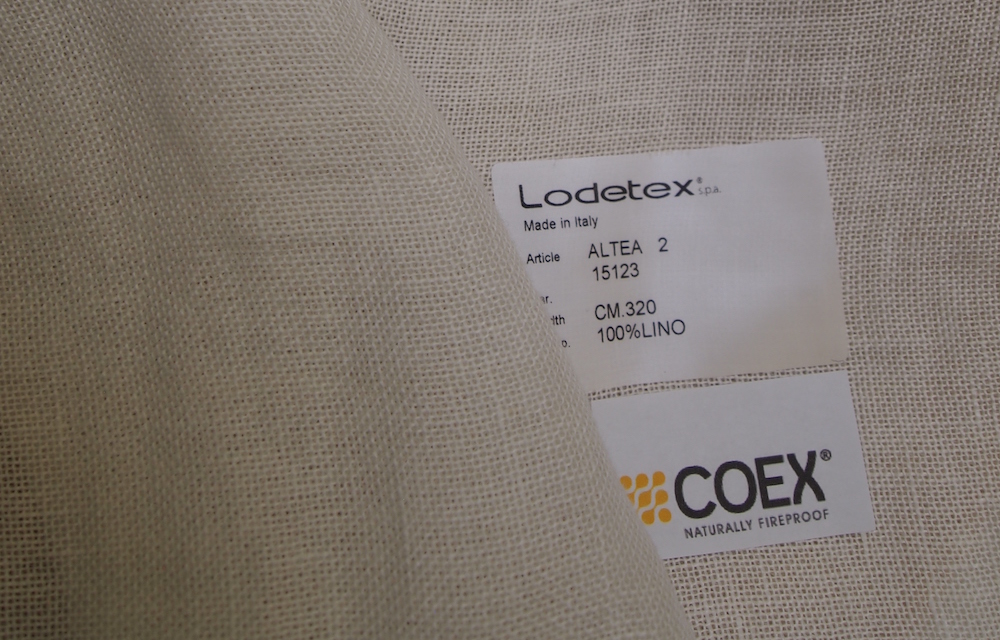 Lodetex® s.p.a.
Made in Italy
Article ALTEA 2
15123
CM.320
100%LINO
COEX®
NATURALLY FIREPROOF